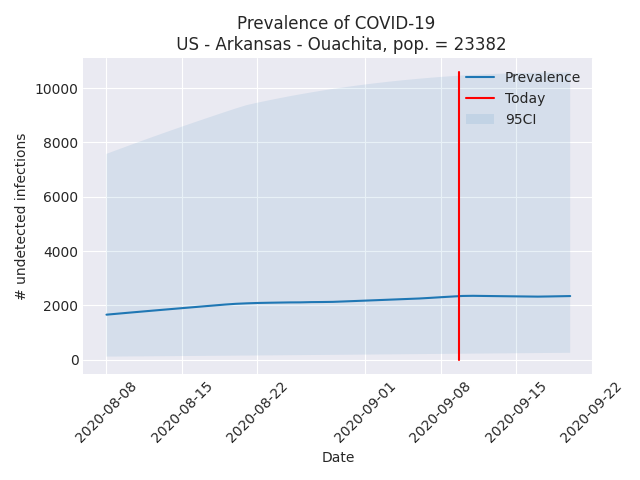 Prevalence of COVID-19
US - Arkansas - Ouachita, pop. = 23382
# undetected infections
10000
8000
6000
4000
2000
0
Prevalence
Today
95CI
2020-08-08
2020-08-15
2020-08-22
2020-09-01
2020-09-08
2020-09-15
2020-09-22
Date